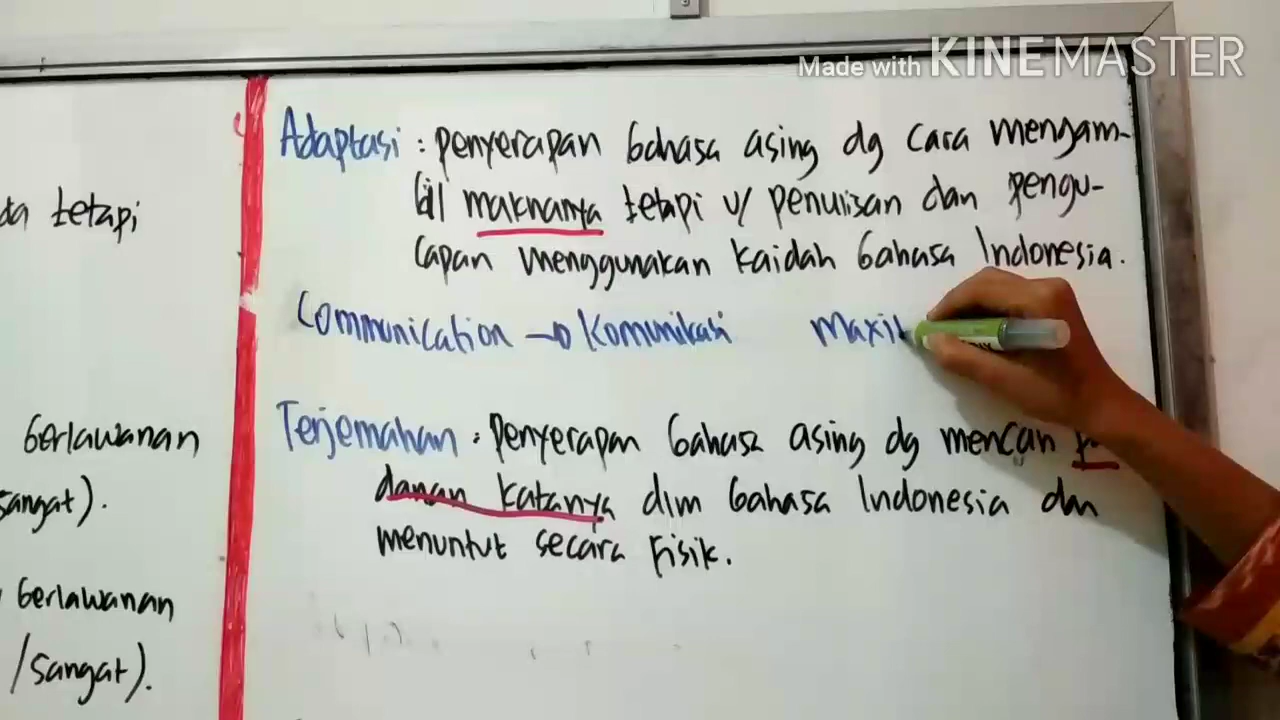 Made with KINEMASTER
da tetapi
berlawanan
sangat).
berlawanan
/sangat).
Adaptasi : penyerapan bahasa asing dg cara mengam-
bil maknanya tetapi u/ penulisan dan pengu-
capan menggunakan kaidah bahasa Indonesia.
Communication → Komunikasi
Terjemahan : Penyerapan bahasa asing dg mencari
danan katanya dlm bahasa Indonesia dan
menuntut secara fisik.